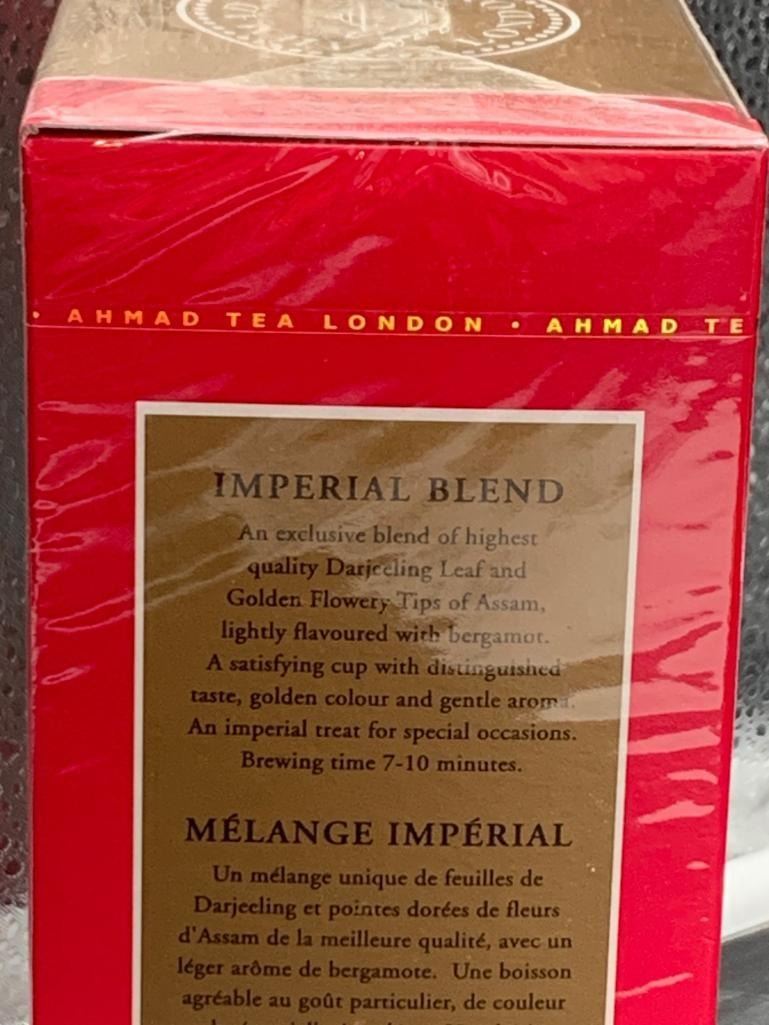 • AHMAD TEA LONDON • AHMAD TE
IMPERIAL BLEND
An exclusive blend of highest
quality Darjeeling Leaf and
Golden Flowery Tips of Assam,
lightly flavoured with bergamot.
A satisfying cup with distinguished
taste, golden colour and gentle aroma.
An imperial treat for special occasions.
Brewing time 7-10 minutes.
MÉLANGE IMPÉRIAL
Un mélange unique de feuilles de
Darjeeling et pointes dorées de fleurs
d'Assam de la meilleure qualité, avec un
léger arôme de bergamote. Une boisson
agréable au goût particulier, de couleur